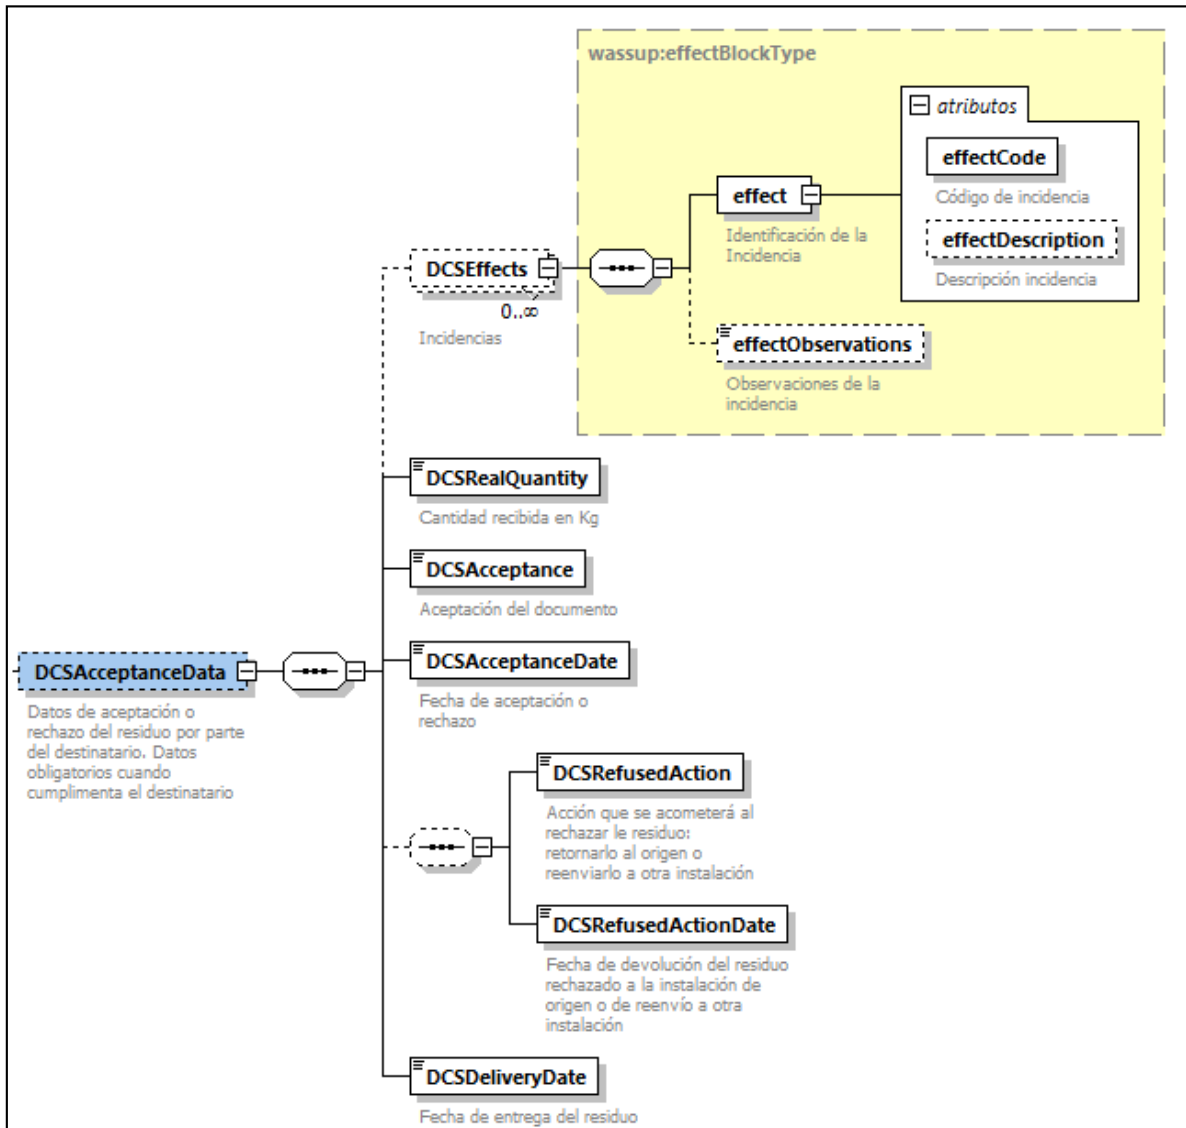 wassup:effectBlockType
atributos
effectCode
Código de incidencia
effectDescription
Descripción incidencia
effect
Identificación de la
Incidencia
DCSEffects
0..∞
Incidencias
effectObservations
Observaciones de la
incidencia
DCSRealQuantity
Cantidad recibida en Kg
DCSAcceptance
Aceptación del documento
DCSAcceptanceData
Datos de aceptación o
rechazo del residuo por parte
del destinatario. Datos
obligatorios cuando
cumplimenta el destinatario
DCSAcceptanceDate
Fecha de aceptación o
rechazo
DCSRefusedAction
Acción que se acometerá al
rechazar le residuo:
retornarlo al origen o
reenviarlo a otra instalación
DCSRefusedActionDate
Fecha de devolución del residuo
rechazado a la instalación de
origen o de reenvío a otra
instalación
DCSDeliveryDate
Fecha de entrega del residuo